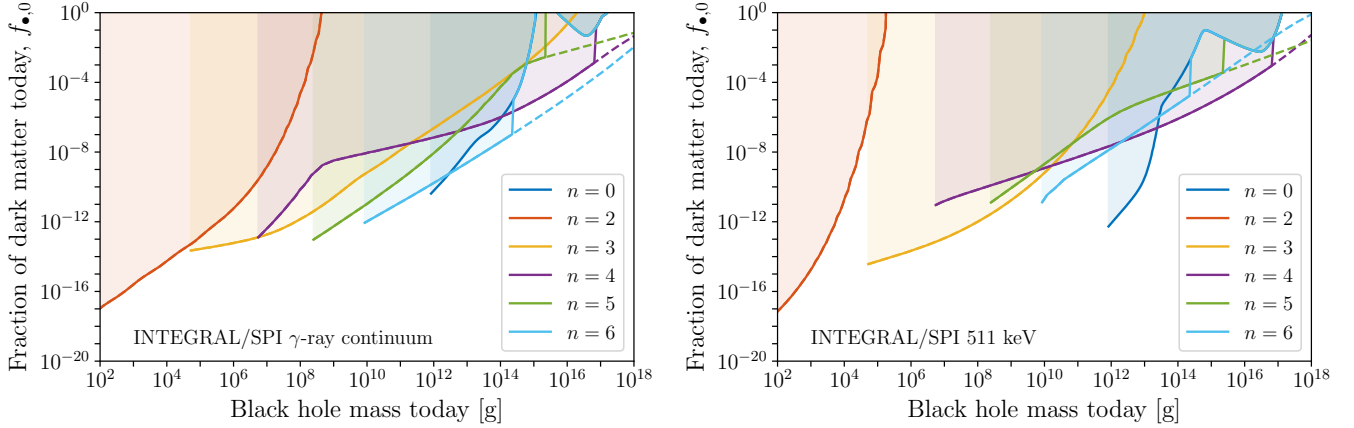 Fraction of dark matter today, f•,0
10^0
10^−4
10^−8
10^−12
10^−16
10^−20
n = 0
n = 2
n = 3
n = 4
n = 5
n = 6
INTEGRAL/SPI γ-ray continuum
10^2 10^4 10^6 10^8 10^10 10^12 10^14 10^16 10^18
Black hole mass today [g]
Fraction of dark matter today, f•,0
10^0
10^−4
10^−8
10^−12
10^−16
10^−20
n = 0
n = 2
n = 3
n = 4
n = 5
n = 6
INTEGRAL/SPI 511 keV
10^2 10^4 10^6 10^8 10^10 10^12 10^14 10^16 10^18
Black hole mass today [g]